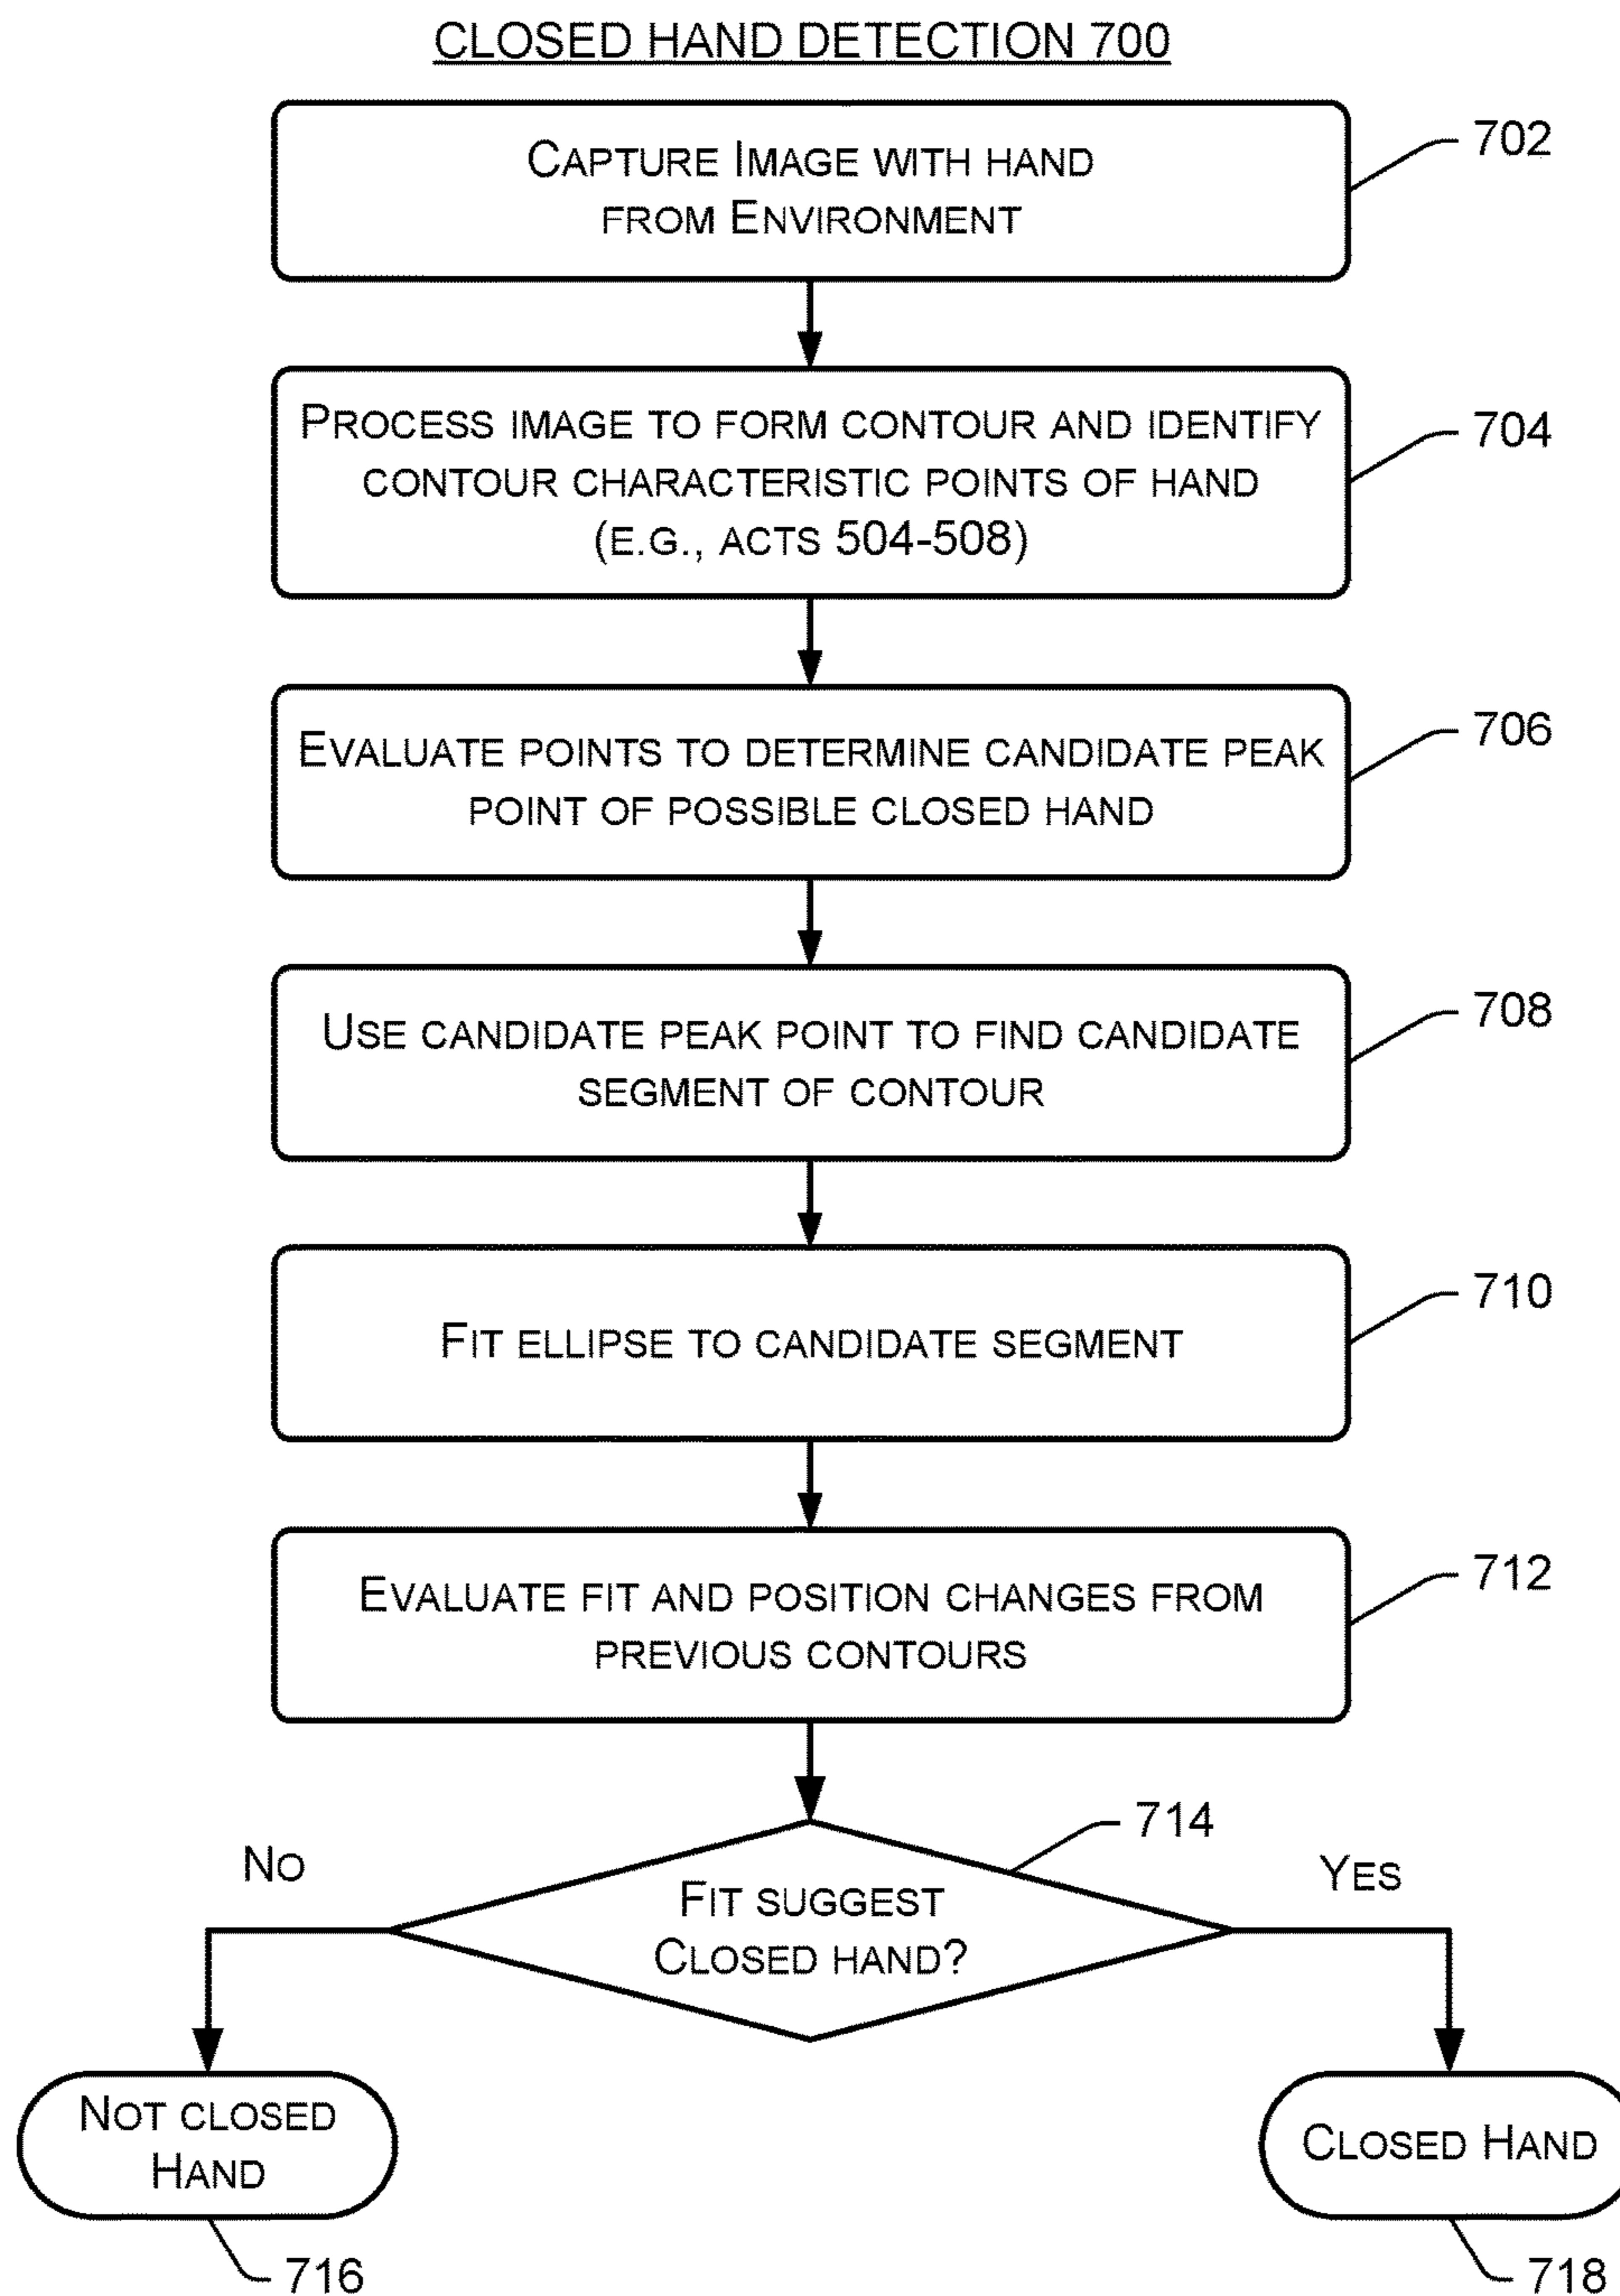 CLOSED HAND DETECTION 700
CAPTURE IMAGE WITH HAND
FROM ENVIRONMENT
702
PROCESS IMAGE TO FORM CONTOUR AND IDENTIFY
CONTOUR CHARACTERISTIC POINTS OF HAND
(E.G., ACTS 504-508)
704
EVALUATE POINTS TO DETERMINE CANDIDATE PEAK
POINT OF POSSIBLE CLOSED HAND
706
USE CANDIDATE PEAK POINT TO FIND CANDIDATE
SEGMENT OF CONTOUR
708
FIT ELLIPSE TO CANDIDATE SEGMENT
710
EVALUATE FIT AND POSITION CHANGES FROM
PREVIOUS CONTOURS
712
714
NO
YES
FIT SUGGEST
CLOSED HAND?
NOT CLOSED
HAND
CLOSED HAND
716
718